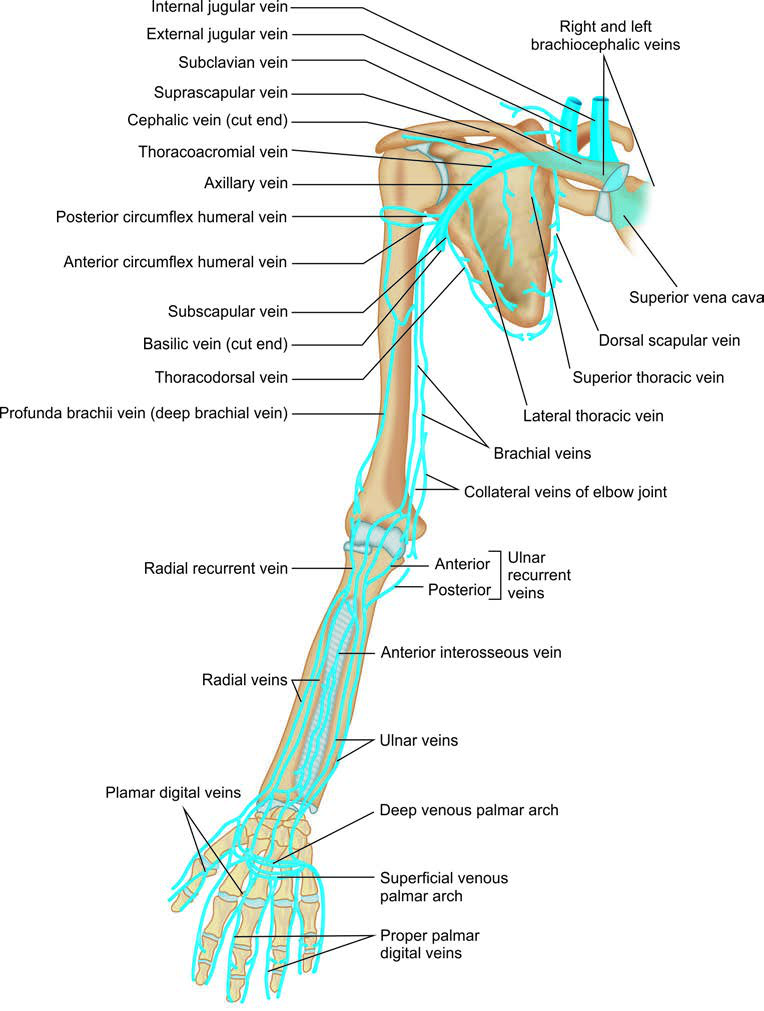 Internal jugular vein
External jugular vein
Subclavian vein
Suprascapular vein
Cephalic vein (cut end)
Thoracoacromial vein
Axillary vein
Posterior circumflex humeral vein
Anterior circumflex humeral vein
Subscapular vein
Basilic vein (cut end)
Thoracodorsal vein
Profunda brachii vein (deep brachial vein)
Right and left
brachiocephalic veins
Superior vena cava
Dorsal scapular vein
Superior thoracic vein
Lateral thoracic vein
Brachial veins
Collateral veins of elbow joint
Radial recurrent vein
Anterior
Posterior
Ulnar
recurrent
veins
Anterior interosseous vein
Radial veins
Ulnar veins
Plamar digital veins
Deep venous palmar arch
Superficial venous
palmar arch
Proper palmar
digital veins